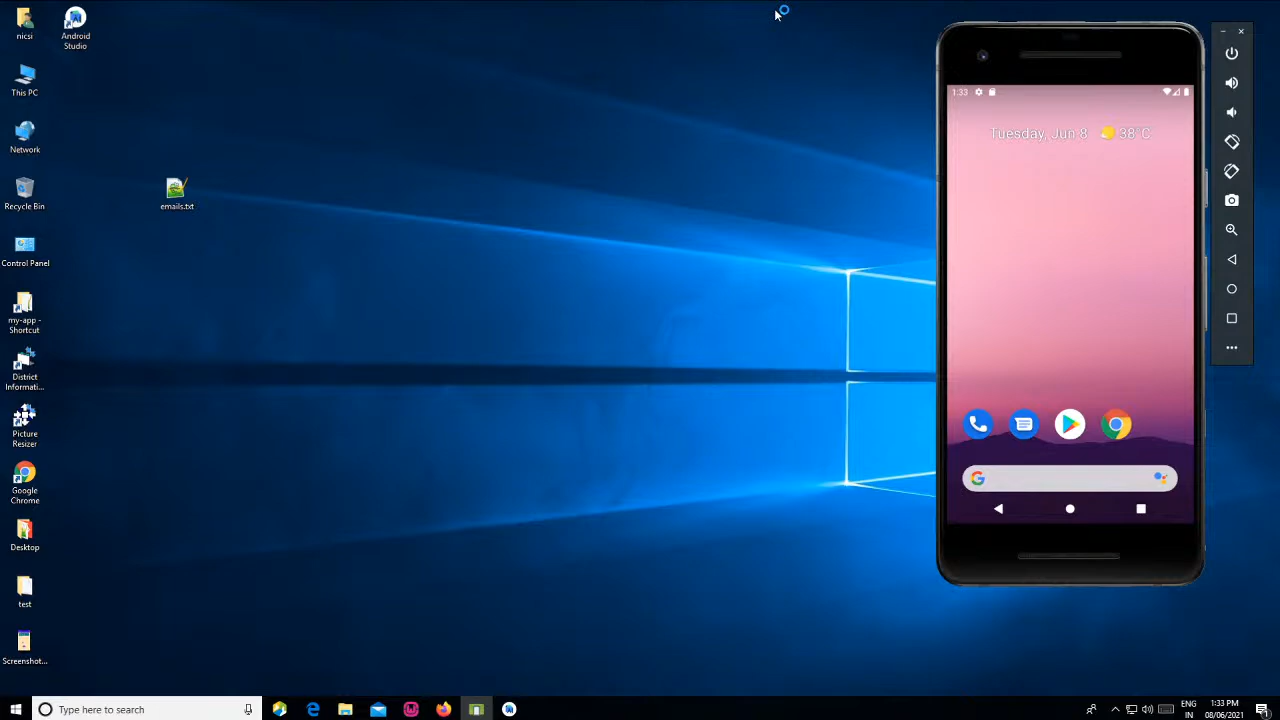 nicsi
Android
Studio
This PC
Network
Recycle Bin
emails.txt
Control Panel
my-app -
Shortcut
District
Informati...
Picture
Resizer
Google
Chrome
Desktop
test
Screenshot...
1:33
Tuesday, Jun 8 38°C
Type here to search
ENG
IN
1:33 PM
08/06/2021